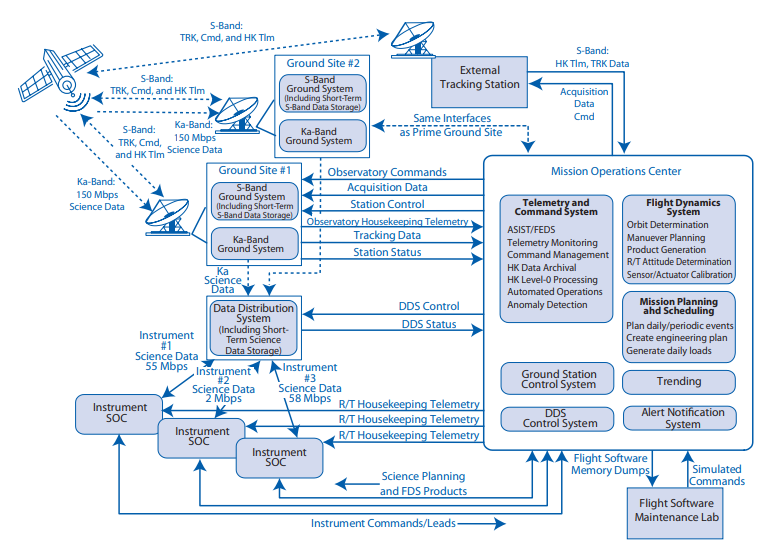 S-Band:
TRK, Cmd, and HK Tlm
S-Band:
TRK, Cmd, and HK Tlm
S-Band:
TRK, Cmd,
and HK Tlm
Ka-Band:
150 Mbps
Science Data
Ka-Band:
150 Mbps
Science Data
Ground Site #2
S-Band
Ground System
(Including Short-Term
S-Band Data Storage)
Ka-Band
Ground System
External
Tracking Station
S-Band:
HK Tlm, TRK Data
Acquisition
Data
Cmd
Same Interfaces
as Prime Ground Site
Ground Site #1
S-Band
Ground System
(Including Short-Term
S-Band Data Storage)
Ka-Band
Ground System
Observatory Commands
Acquisition Data
Station Control
Observatory Housekeeping Telemetry
Tracking Data
Station Status
Ka
Science
Data
Data Distribution
System
(Including Short-
Term Science
Data Storage)
DDS Control
DDS Status
Mission Operations Center
Telemetry and
Command System
ASIST/FEDS
Telemetry Monitoring
Command Management
HK Data Archival
HK Level-0 Processing
Automated Operations
Anomaly Detection
Flight Dynamics
System
Orbit Determination
Manuever Planning
Product Generation
R/T Attitude Determination
Sensor/Actuator Calibration
Mission Planning
ahd Scheduling
Plan daily/periodic events
Create engineering plan
Generate daily loads
Ground Station
Control System
Trending
DDS
Control System
Alert Notification
System
Instrument
#1
Science Data
55 Mbps
Instrument
#2
Science Data
2 Mbps
Instrument
#3
Science Data
58 Mbps
Instrument
SOC
Instrument
SOC
Instrument
SOC
R/T Housekeeping Telemetry
R/T Housekeeping Telemetry
R/T Housekeeping Telemetry
Science Planning
and FDS Products
Instrument Commands/Leads
Flight Software
Memory Dumps
Simulated
Commands
Flight Software
Maintenance Lab